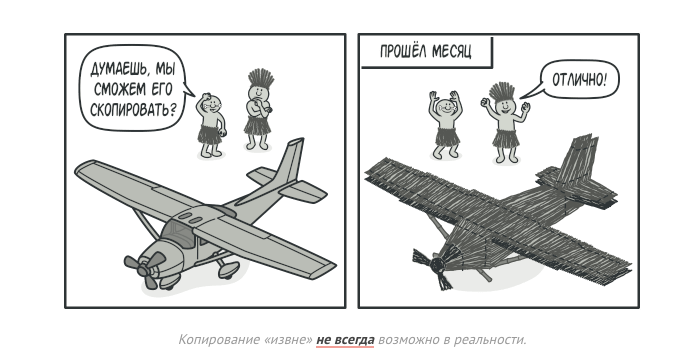 ДУМАЕШЬ, МЫ
СМОЖЕМ ЕГО
СКОПИРОВАТЬ?
ПРОШЁЛ МЕСЯЦ
ОТЛИЧНО!
Копирование «извне» не всегда возможно в реальности.